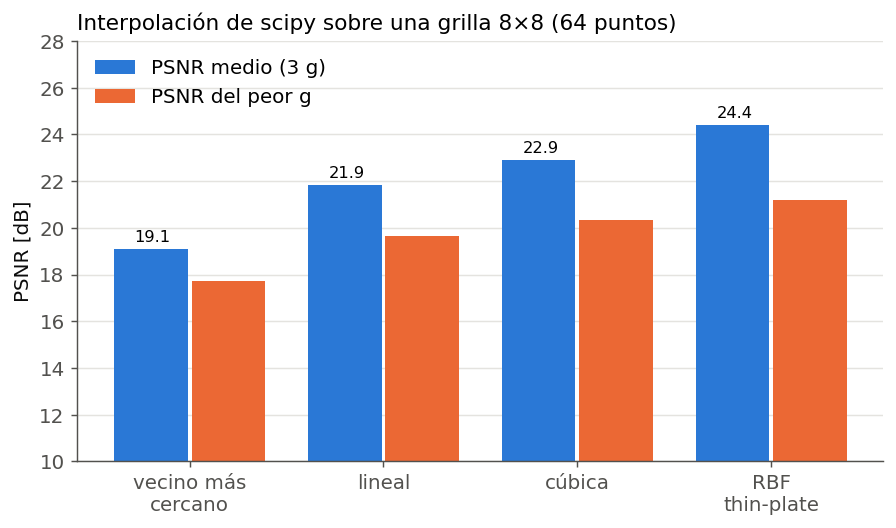 Interpolación de scipy sobre una grilla 8×8 (64 puntos)
PSNR medio (3 g)
PSNR del peor g
PSNR [dB]
28
26
24
22
20
18
16
14
12
10
19.1
21.9
22.9
24.4
vecino más
cercano
lineal
cúbica
RBF
thin-plate